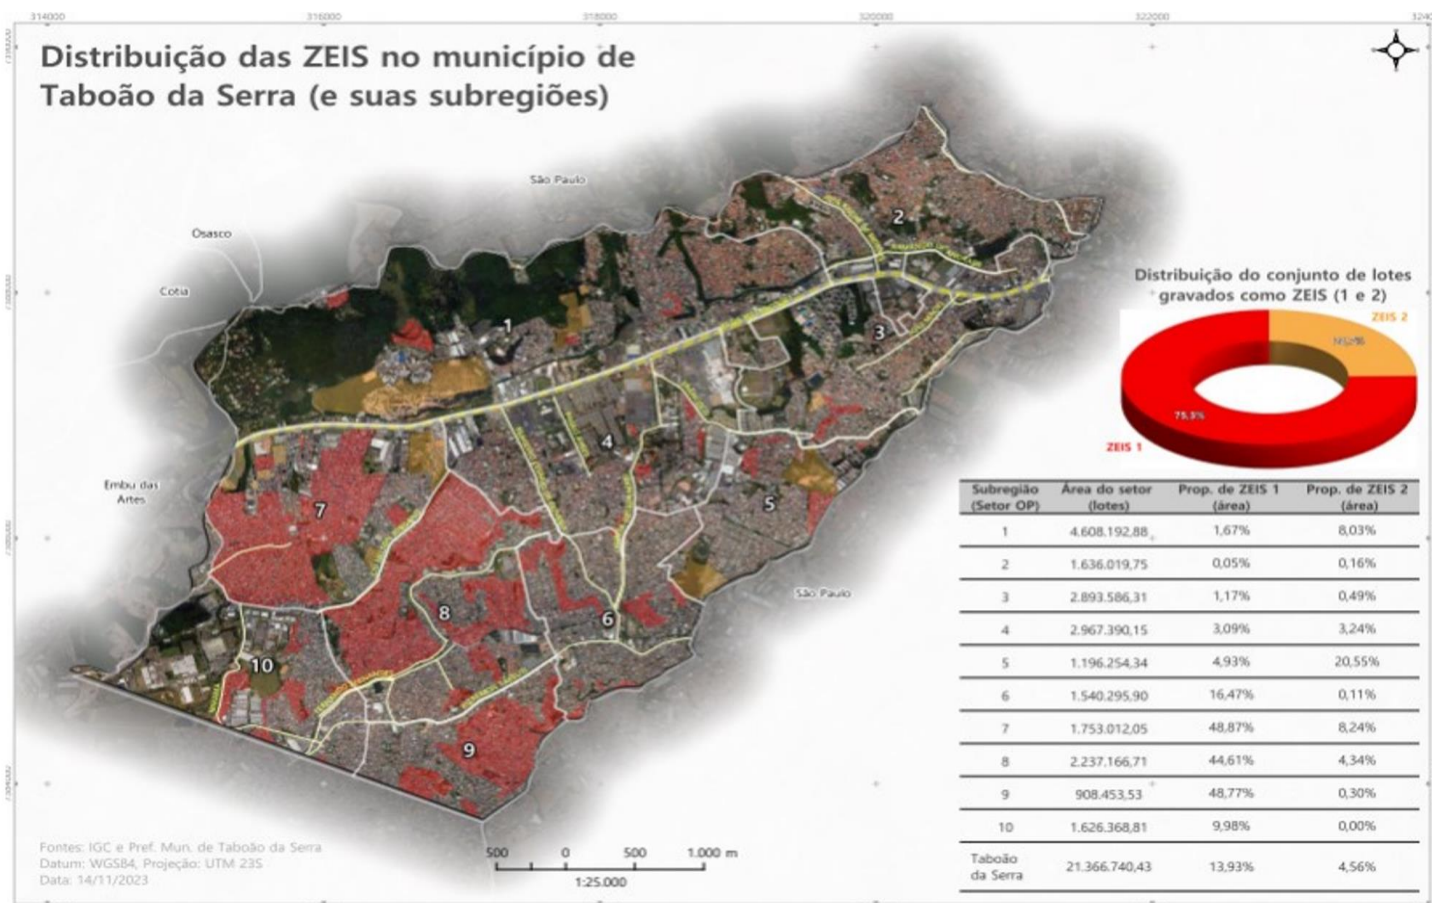 314000
316000
318000
320000
322000
Distribuição das ZEIS no município de
Taboão da Serra (e suas subregiões)
São Paulo
Osasco
Cotia
Embu das
Artes
São Paulo
1
2
3
4
5
6
7
8
9
10
Distribuição do conjunto de lotes
gravados como ZEIS (1 e 2)
ZEIS 2
75,3%
ZEIS 1
Subregião (Setor OP) Área do setor (lotes) Prop. de ZEIS 1 (área) Prop. de ZEIS 2 (área)
1 4.608.192,88 1,67% 8,03%
2 1.636.019,75 0,05% 0,16%
3 2.893.586,31 1,17% 0,49%
4 2.967.390,15 3,09% 3,24%
5 1.196.254,34 4,93% 20,55%
6 1.540.295,90 16,47% 0,11%
7 1.753.012,05 48,87% 8,24%
8 2.237.166,71 44,61% 4,34%
9 908.453,53 48,77% 0,30%
10 1.626.368,81 9,98% 0,00%
Taboão da Serra 21.366.740,43 13,93% 4,56%
Fontes: IGC e Pref. Mun. de Taboão da Serra
Datum: WGS84, Projeção: UTM 23S
Data: 14/11/2023
500 0 500 1.000 m
1:25.000